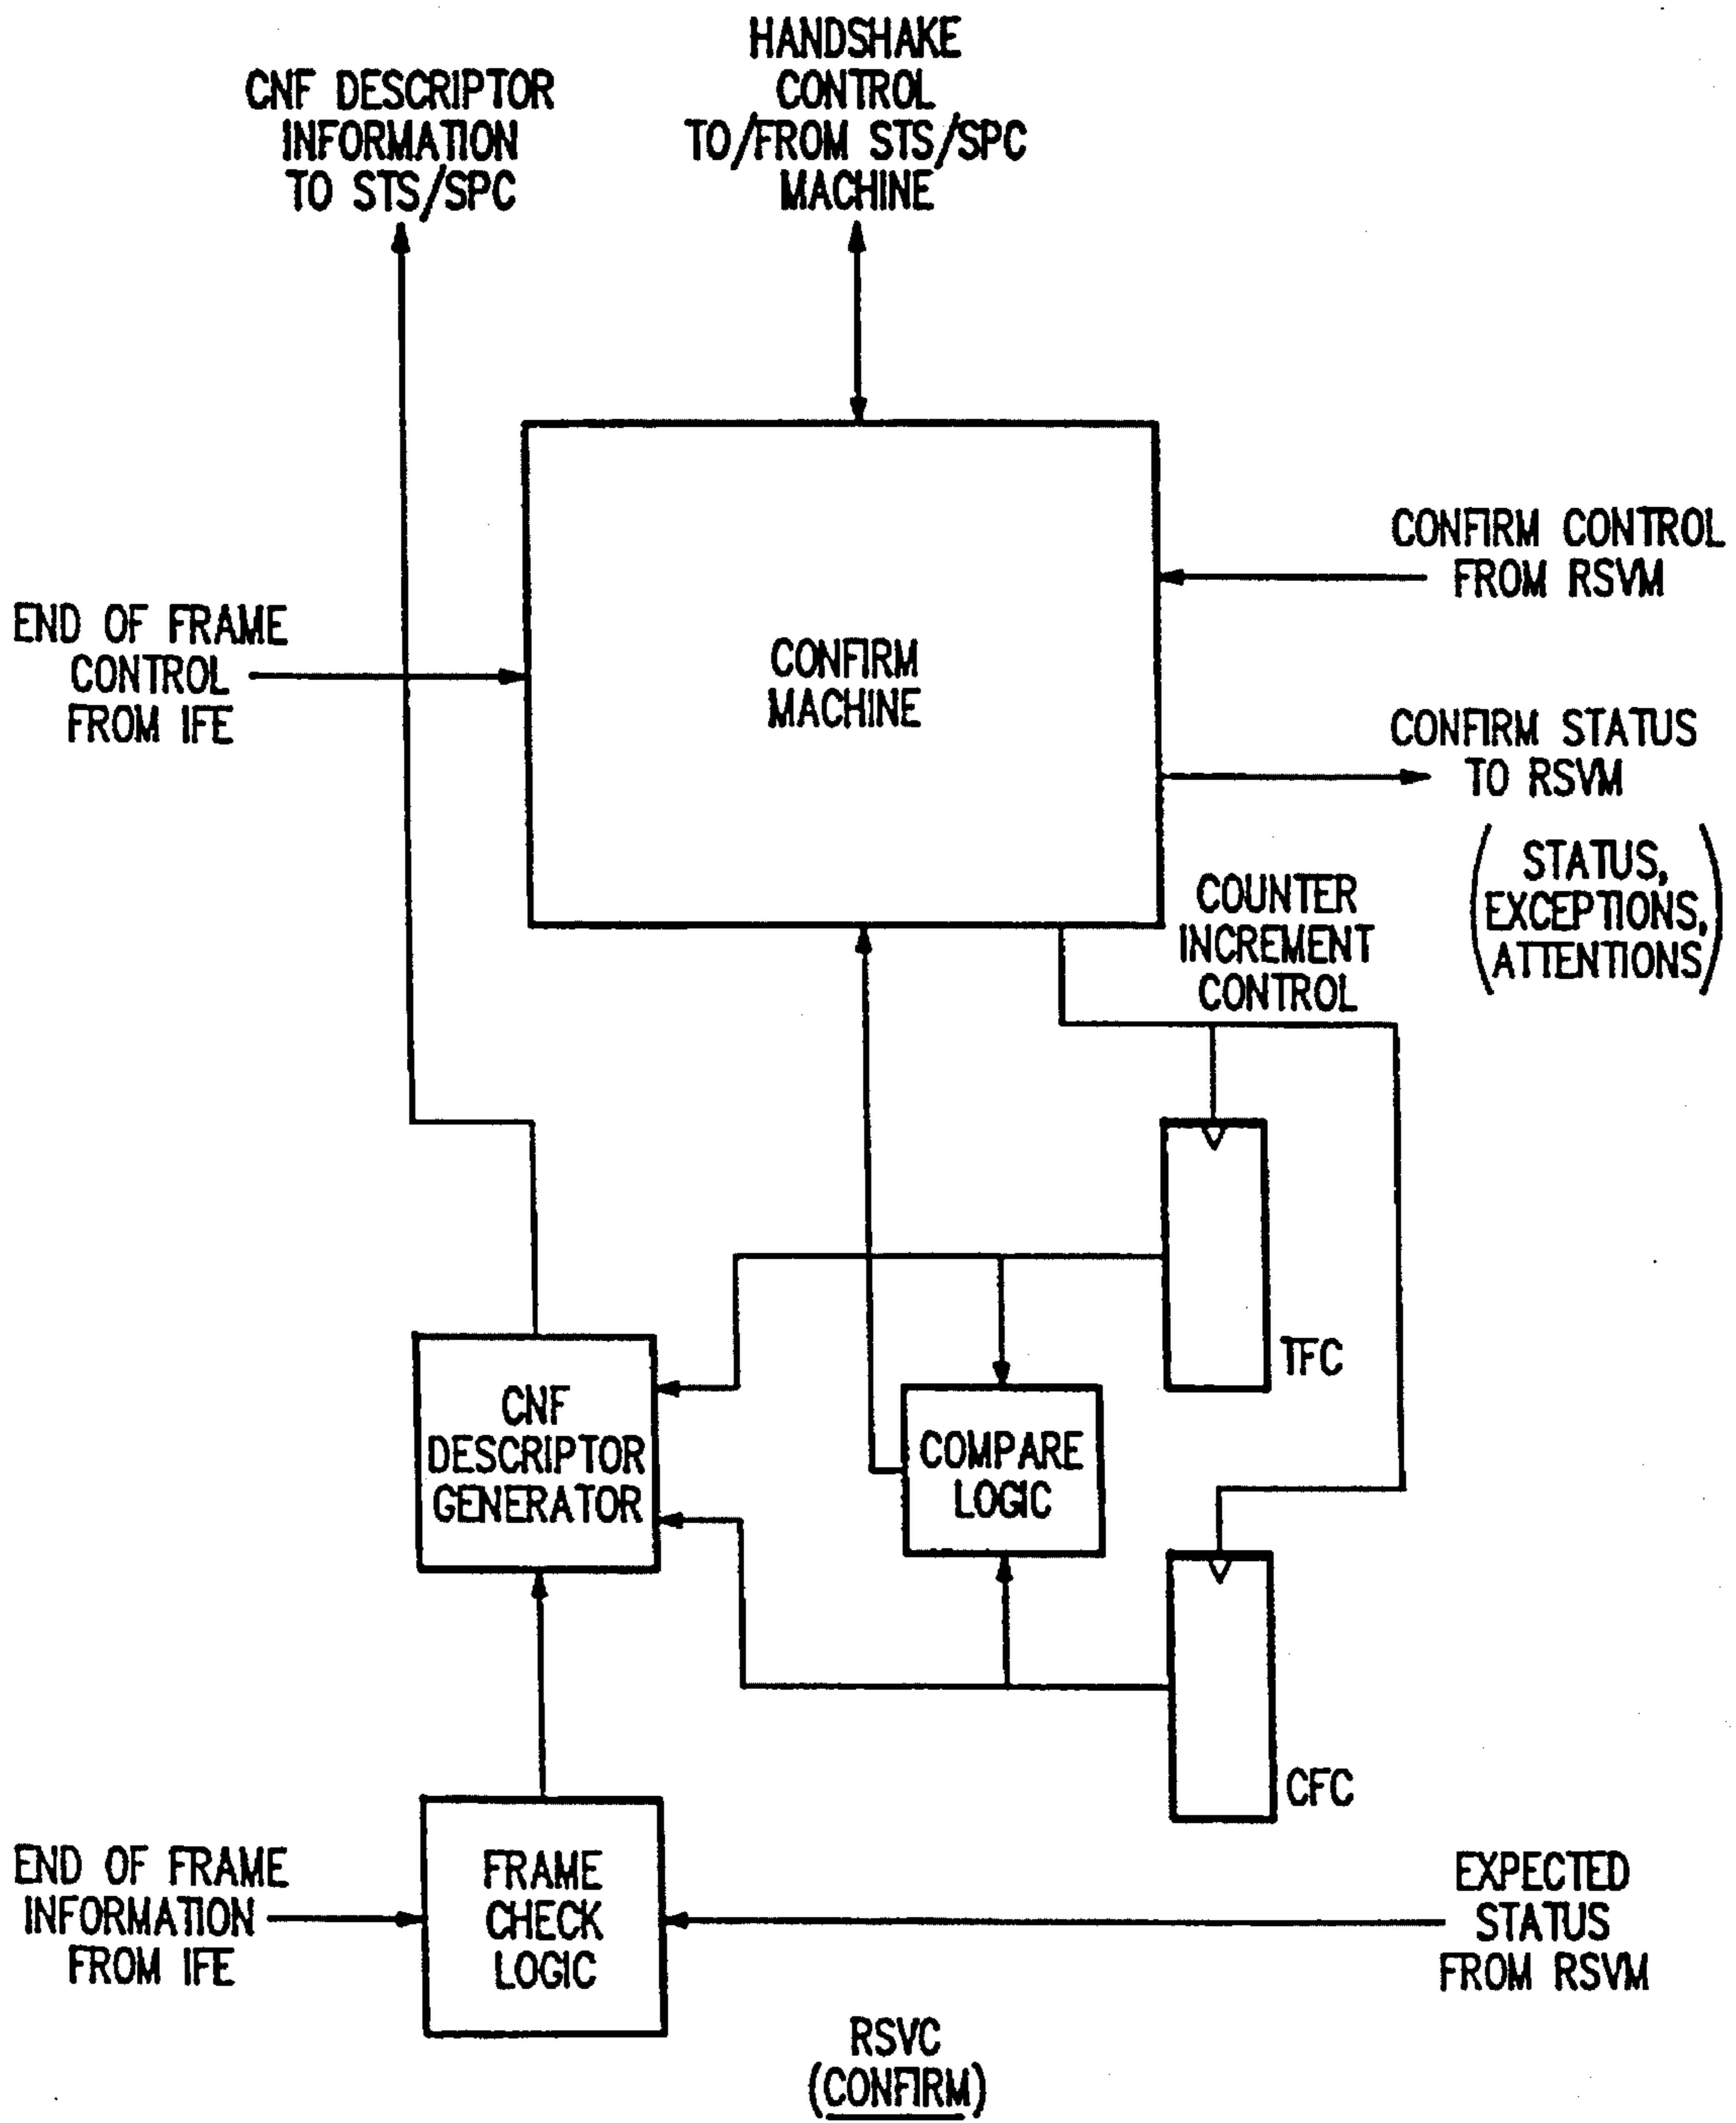 HANDSHAKE
CONTROL
TO/FROM STS/SPC
MACHINE
CNF DESCRIPTOR
INFORMATION
TO STS/SPC
CONFIRM CONTROL
FROM RSVM
END OF FRAME
CONTROL
FROM IFE
CONFIRM
MACHINE
CONFIRM STATUS
TO RSVM
(STATUS,
EXCEPTIONS,
ATTENTIONS)
COUNTER
INCREMENT
CONTROL
TFC
CNF
DESCRIPTOR
GENERATOR
COMPARE
LOGIC
CFC
END OF FRAME
INFORMATION
FROM IFE
FRAME
CHECK
LOGIC
EXPECTED
STATUS
FROM RSVM
RSVC
(CONFIRM)